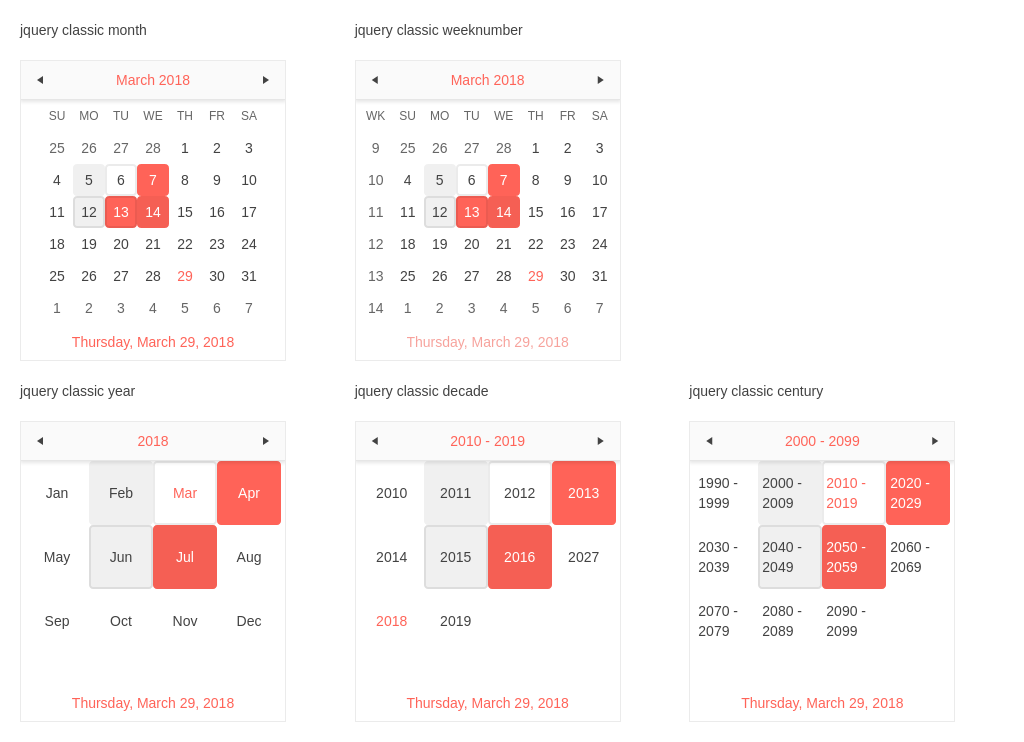 jquery classic month
jquery classic weeknumber
March 2018
SU MO TU WE TH FR SA
25 26 27 28 1 2 3
4 5 6 7 8 9 10
11 12 13 14 15 16 17
18 19 20 21 22 23 24
25 26 27 28 29 30 31
1 2 3 4 5 6 7
Thursday, March 29, 2018
March 2018
WK SU MO TU WE TH FR SA
9 25 26 27 28 1 2 3
10 4 5 6 7 8 9 10
11 11 12 13 14 15 16 17
12 18 19 20 21 22 23 24
13 25 26 27 28 29 30 31
14 1 2 3 4 5 6 7
Thursday, March 29, 2018
jquery classic year
jquery classic decade
jquery classic century
2018
Jan Feb Mar Apr
May Jun Jul Aug
Sep Oct Nov Dec
Thursday, March 29, 2018
2010 - 2019
2010 2011 2012 2013
2014 2015 2016 2027
2018 2019
Thursday, March 29, 2018
2000 - 2099
1990 - 2000 - 2010 - 2020 -
1999 2009 2019 2029
2030 - 2040 - 2050 - 2060 -
2039 2049 2059 2069
2070 - 2080 - 2090 -
2079 2089 2099
Thursday, March 29, 2018